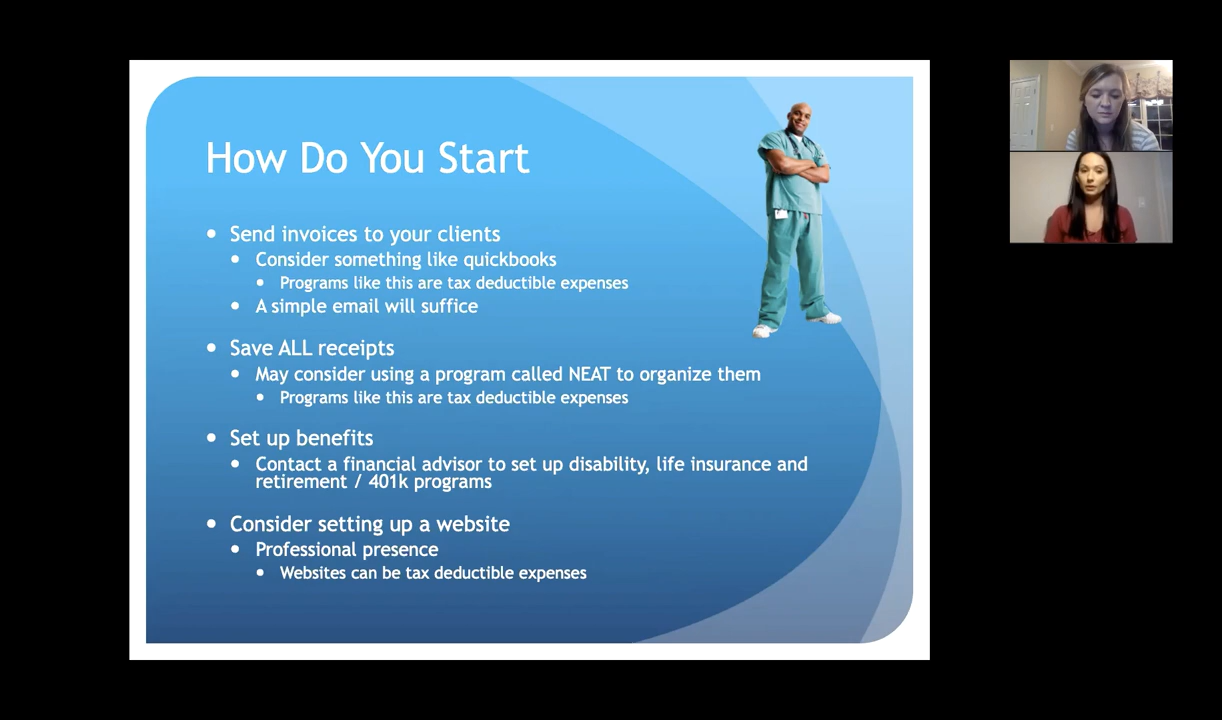 How Do You Start
• Send invoices to your clients
• Consider something like quickbooks
• Programs like this are tax deductible expenses
• A simple email will suffice
• Save ALL receipts
• May consider using a program called NEAT to organize them
• Programs like this are tax deductible expenses
• Set up benefits
• Contact a financial advisor to set up disability, life insurance and
retirement / 401k programs
• Consider setting up a website
• Professional presence
• Websites can be tax deductible expenses